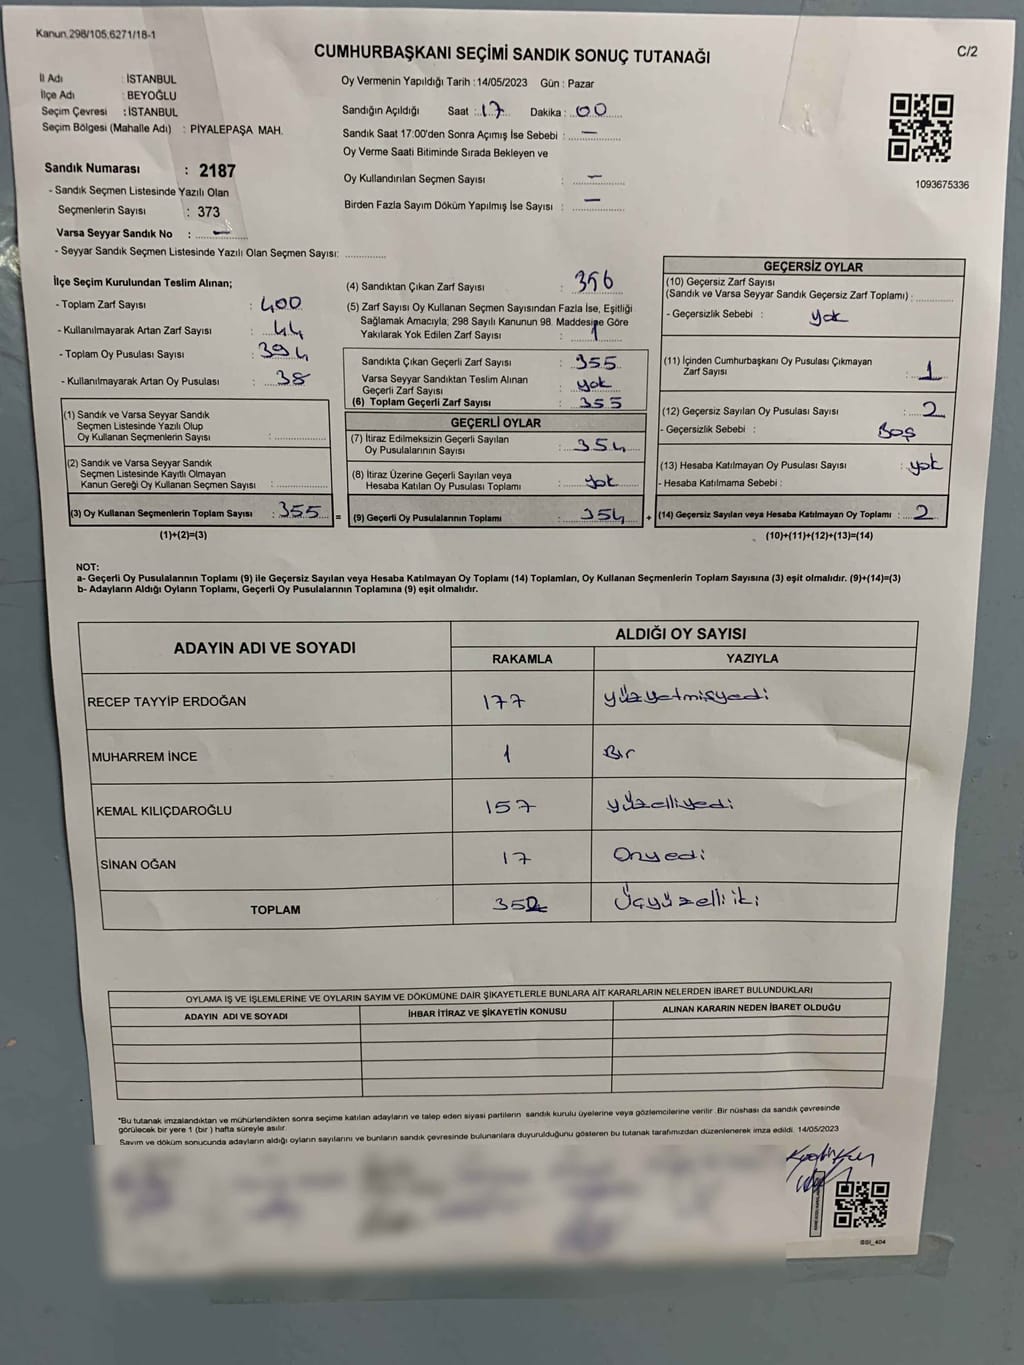 Kanun.298/105,6271/18-1
CUMHURBAŞKANI SEÇİMİ SANDIK SONUÇ TUTANAĞI
C/2
İl Adı : İSTANBUL
İlçe Adı : BEYOĞLU
Seçim Çevresi : İSTANBUL
Seçim Bölgesi (Mahalle Adı) : PİYALEPAŞA MAH.
Oy Vermenin Yapıldığı Tarih :14/05/2023 Gün : Pazar
Sandığın Açıldığı Saat : 17 Dakika : 00
Sandık Saat 17:00'den Sonra Açımış İse Sebebi : —
Oy Verme Saati Bitiminde Sırada Bekleyen ve
Oy Kullandırılan Seçmen Sayısı : —
Birden Fazla Sayım Döküm Yapılmış İse Sayısı : —
1093675336
Sandık Numarası : 2187
- Sandık Seçmen Listesinde Yazılı Olan
Seçmenlerin Sayısı : 373
Varsa Seyyar Sandık No : —
- Seyyar Sandık Seçmen Listesinde Yazılı Olan Seçmen Sayısı: ..............
İlçe Seçim Kurulundan Teslim Alınan;
- Toplam Zarf Sayısı : 400
- Kullanılmayarak Artan Zarf Sayısı : 44
- Toplam Oy Pusulası Sayısı : 394
- Kullanılmayarak Artan Oy Pusulası : 38
(1) Sandık ve Varsa Seyyar Sandık
Seçmen Listesinde Yazılı Olup
Oy Kullanan Seçmenlerin Sayısı : ..................
(2) Sandık ve Varsa Seyyar Sandık
Seçmen Listesinde Kayıtlı Olmayan
Kanun Gereği Oy Kullanan Seçmen Sayısı : ..................
(3) Oy Kullanan Seçmenlerin Toplam Sayısı : 355
(1)+(2)=(3)
=
(4) Sandıktan Çıkan Zarf Sayısı : 356
(5) Zarf Sayısı Oy Kullanan Seçmen Sayısından Fazla İse, Eşitliği
Sağlamak Amacıyla; 298 Sayılı Kanunun 98. Maddesine Göre
Yakılarak Yok Edilen Zarf Sayısı : 1
Sandıkta Çıkan Geçerli Zarf Sayısı : 355
Varsa Seyyar Sandıktan Teslim Alınan
Geçerli Zarf Sayısı : yok
(6) Toplam Geçerli Zarf Sayısı : 355
GEÇERLİ OYLAR
(7) İtiraz Edilmeksizin Geçerli Sayılan
Oy Pusulalarının Sayısı : 354
(8) İtiraz Üzerine Geçerli Sayılan veya
Hesaba Katılan Oy Pusulası Toplamı : yok
(9) Geçerli Oy Pusulalarının Toplamı : 354
+
GEÇERSİZ OYLAR
(10) Geçersiz Zarf Sayısı
(Sandık ve Varsa Seyyar Sandık Geçersiz Zarf Toplamı) : ............
- Geçersizlik Sebebi : yok
(11) İçinden Cumhurbaşkanı Oy Pusulası Çıkmayan
Zarf Sayısı : 1
(12) Geçersiz Sayılan Oy Pusulası Sayısı : 2
- Geçersizlik Sebebi : Boş
(13) Hesaba Katılmayan Oy Pusulası Sayısı : yok
- Hesaba Katılmama Sebebi :
(14) Geçersiz Sayılan veya Hesaba Katılmayan Oy Toplamı : 2
(10)+(11)+(12)+(13)=(14)
NOT:
a- Geçerli Oy Pusulalarının Toplamı (9) ile Geçersiz Sayılan veya Hesaba Katılmayan Oy Toplamı (14) Toplamları, Oy Kullanan Seçmenlerin Toplam Sayısına (3) eşit olmalıdır. (9)+(14)=(3)
b- Adayların Aldığı Oyların Toplamı, Geçerli Oy Pusulalarının Toplamına (9) eşit olmalıdır.
ADAYIN ADI VE SOYADI
ALDIĞI OY SAYISI
RAKAMLA YAZIYLA
RECEP TAYYİP ERDOĞAN 177 yüzyetmişyedi
MUHARREM İNCE 1 Bir
KEMAL KILIÇDAROĞLU 157 yüzelliyedi
SİNAN OĞAN 17 Onyedi
TOPLAM 352 Üçyüzelli iki
OYLAMA İŞ VE İŞLEMLERİNE VE OYLARIN SAYIM VE DÖKÜMÜNE DAİR ŞİKAYETLERLE BUNLARA AİT KARARLARIN NELERDEN İBARET BULUNDUKLARI
ADAYIN ADI VE SOYADI İHBAR İTİRAZ VE ŞİKAYETİN KONUSU ALINAN KARARIN NEDEN İBARET OLDUĞU
*Bu tutanak imzalandıktan ve mühürlendikten sonra seçime katılan adayların ve talep eden siyasi partilerin sandık kurulu üyelerine veya gözlemcilerine verilir .Bir nüshası da sandık çevresinde
görülecek bir yere 1 (bir ) hafta süreyle asılır.
Sayım ve döküm sonucunda adayların aldığı oyların sayılarını ve bunların sandık çevresinde bulunanlara duyurulduğunu gösteren bu tutanak tarafımızdan düzenlenerek imza edildi. 14/05/2023